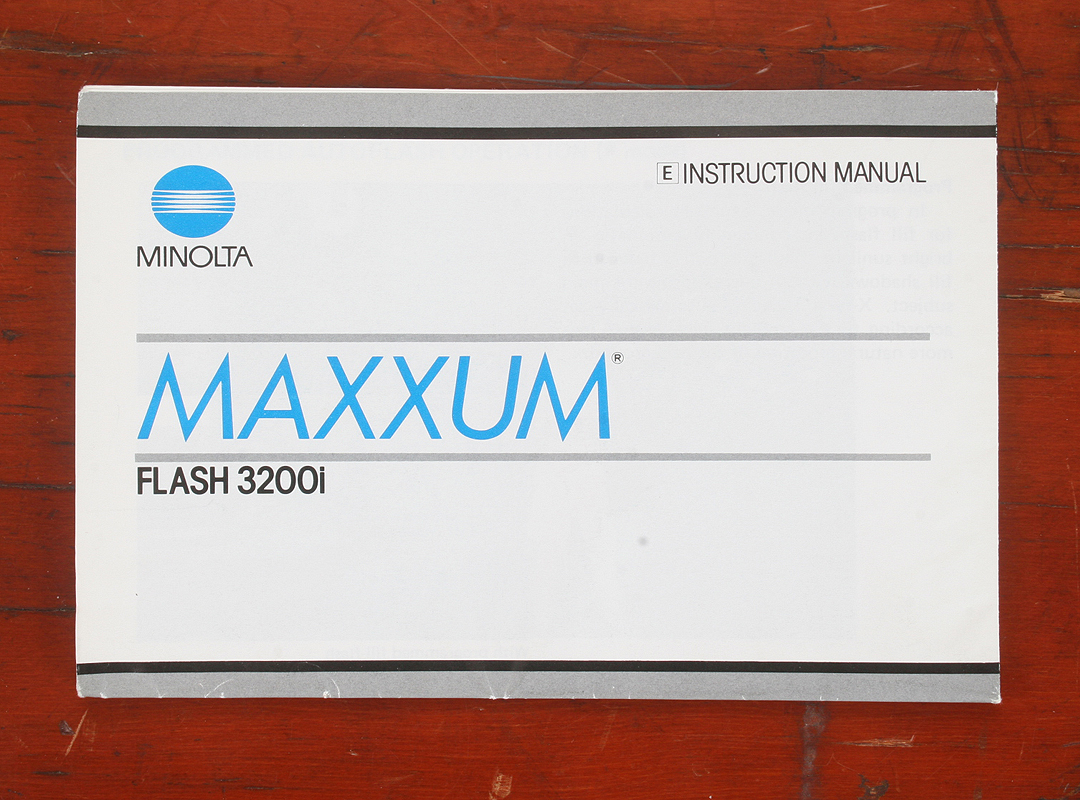 E INSTRUCTION MANUAL
MINOLTA
MAXXUM®
FLASH 3200i